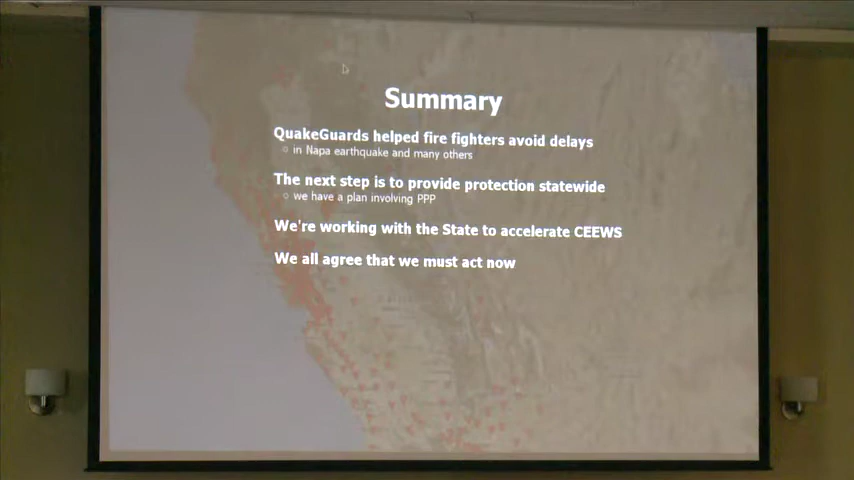 Summary
QuakeGuards helped fire fighters avoid delays
in Napa earthquake and many others
The next step is to provide protection statewide
we have a plan involving PPP
We're working with the State to accelerate CEEWS
We all agree that we must act now